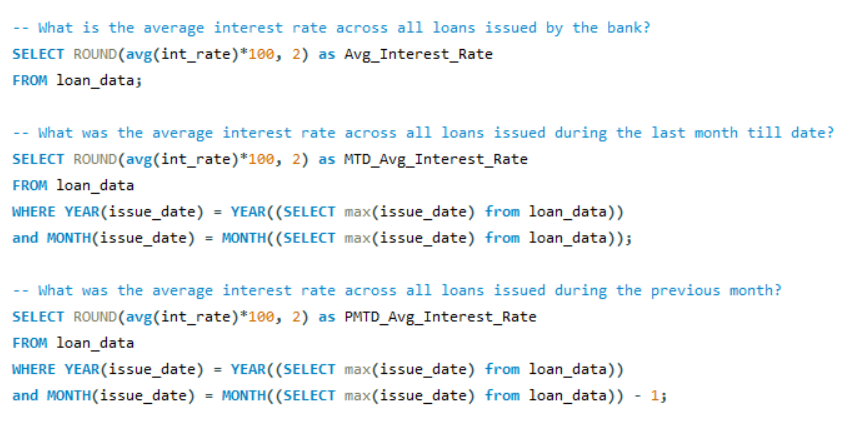 -- What is the average interest rate across all loans issued by the bank?
SELECT ROUND(avg(int_rate)*100, 2) as Avg_Interest_Rate
FROM loan_data;
-- What was the average interest rate across all loans issued during the last month till date?
SELECT ROUND(avg(int_rate)*100, 2) as MTD_Avg_Interest_Rate
FROM loan_data
WHERE YEAR(issue_date) = YEAR((SELECT max(issue_date) from loan_data))
and MONTH(issue_date) = MONTH((SELECT max(issue_date) from loan_data));
-- What was the average interest rate across all loans issued during the previous month?
SELECT ROUND(avg(int_rate)*100, 2) as PMTD_Avg_Interest_Rate
FROM loan_data
WHERE YEAR(issue_date) = YEAR((SELECT max(issue_date) from loan_data))
and MONTH(issue_date) = MONTH((SELECT max(issue_date) from loan_data)) - 1;